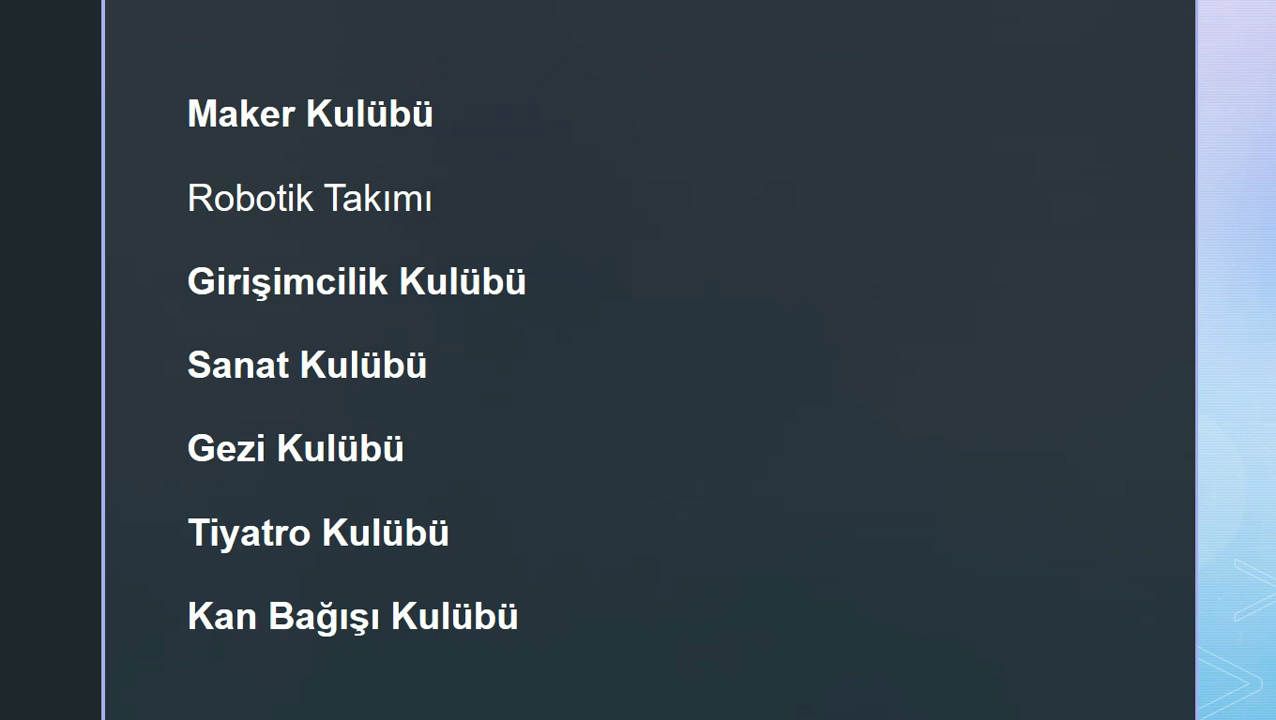 Maker Kulübü
Robotik Takımı
Girişimcilik Kulübü
Sanat Kulübü
Gezi Kulübü
Tiyatro Kulübü
Kan Bağışı Kulübü